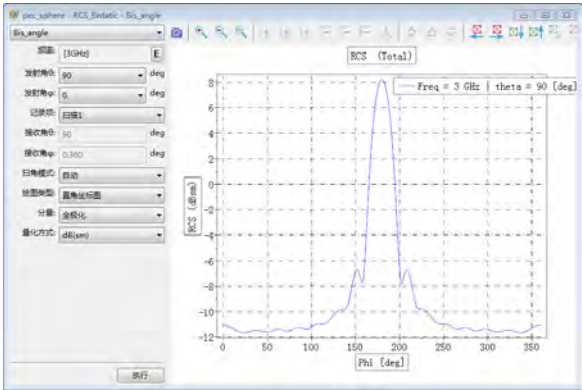 pec_sphere - RCS_Bistatic - Bis_angle
Bis_angle
频率: [3GHz] E
发射角θ: 90 deg
发射角φ: 0. deg
记录项: 扫描1
接收角θ: 90 deg
接收角φ: 0:360 deg
扫角模式: 自动
绘图类型: 直角坐标图
分量: 全极化
量化方式: dB(sm)
执行
RCS (Total)
Freq = 3 GHz | theta = 90 [deg]
RCS (dBsm)
8
6
4
2
0
-2
-4
-6
-8
-10
-12
0 50 100 150 200 250 300 350
Phi [deg]